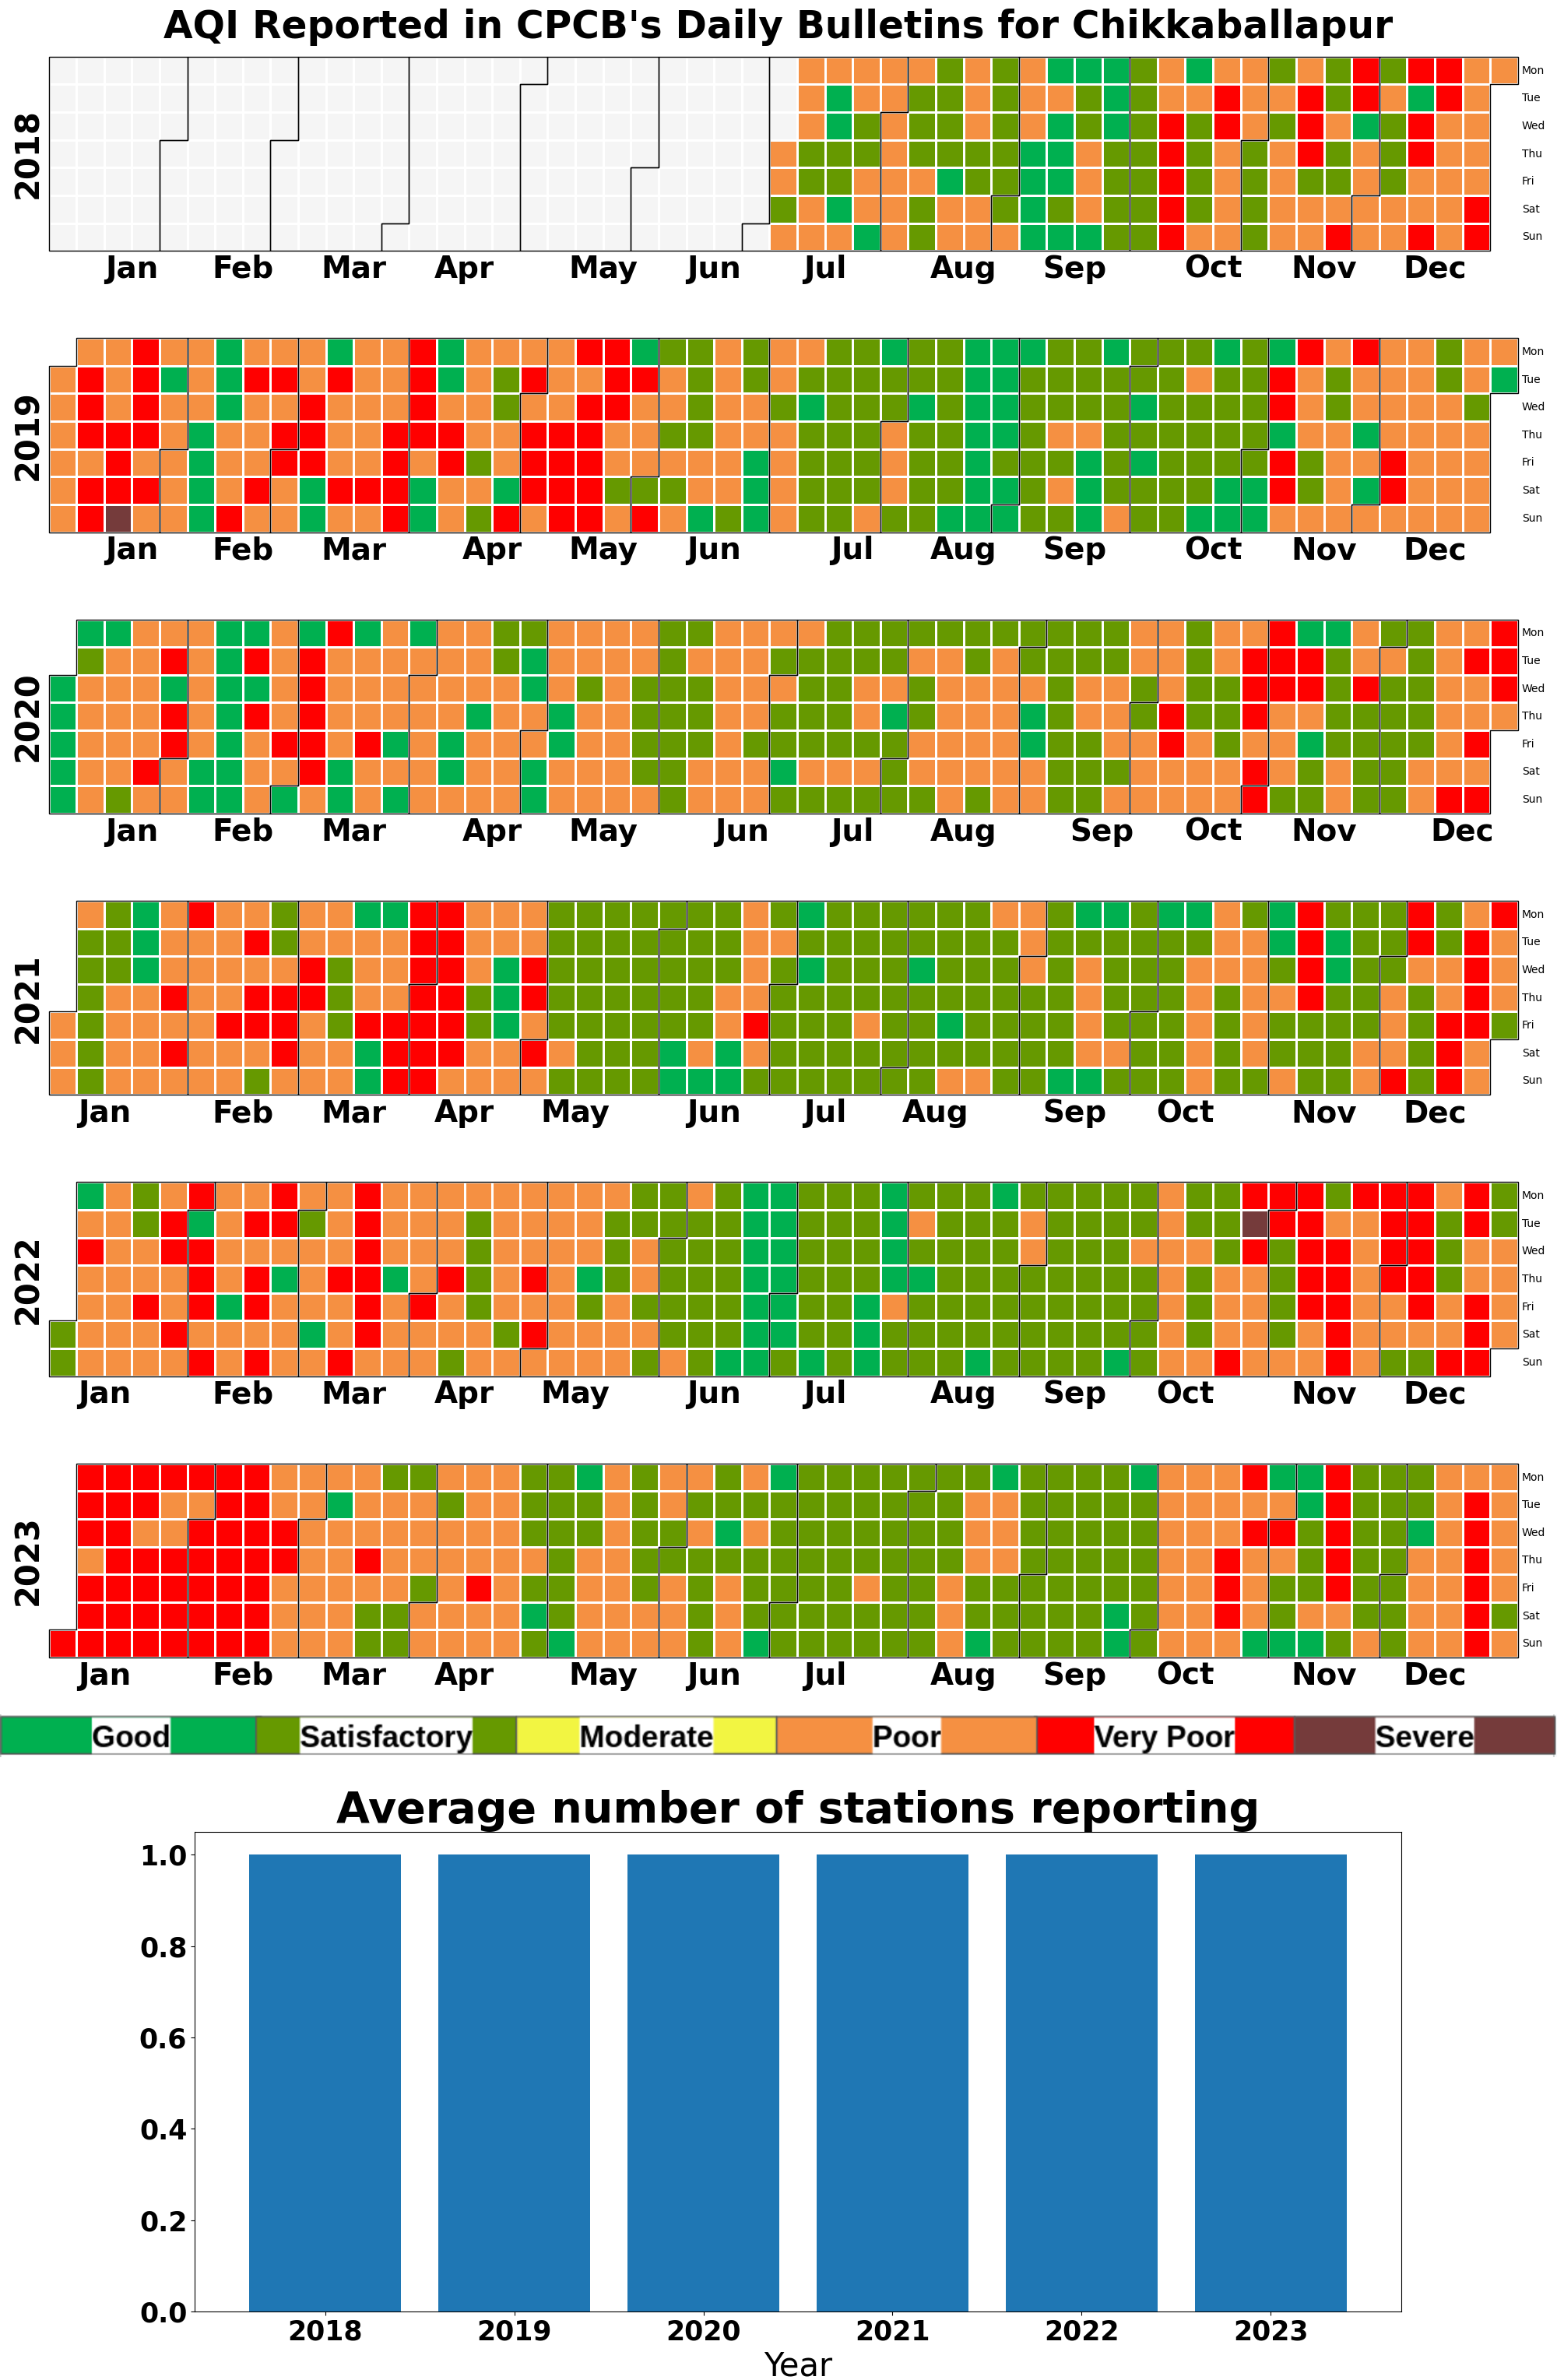 AQI Reported in CPCB's Daily Bulletins for Chikkaballapur
2018
Mon
Tue
Wed
Thu
Fri
Sat
Sun
Jan Feb Mar Apr May Jun Jul Aug Sep Oct Nov Dec
2019
Mon
Tue
Wed
Thu
Fri
Sat
Sun
Jan Feb Mar Apr May Jun Jul Aug Sep Oct Nov Dec
2020
Mon
Tue
Wed
Thu
Fri
Sat
Sun
Jan Feb Mar Apr May Jun Jul Aug Sep Oct Nov Dec
2021
Mon
Tue
Wed
Thu
Fri
Sat
Sun
Jan Feb Mar Apr May Jun Jul Aug Sep Oct Nov Dec
2022
Mon
Tue
Wed
Thu
Fri
Sat
Sun
Jan Feb Mar Apr May Jun Jul Aug Sep Oct Nov Dec
2023
Mon
Tue
Wed
Thu
Fri
Sat
Sun
Jan Feb Mar Apr May Jun Jul Aug Sep Oct Nov Dec
Good Satisfactory Moderate Poor Very Poor Severe
Average number of stations reporting
1.0
0.8
0.6
0.4
0.2
0.0
2018 2019 2020 2021 2022 2023
Year